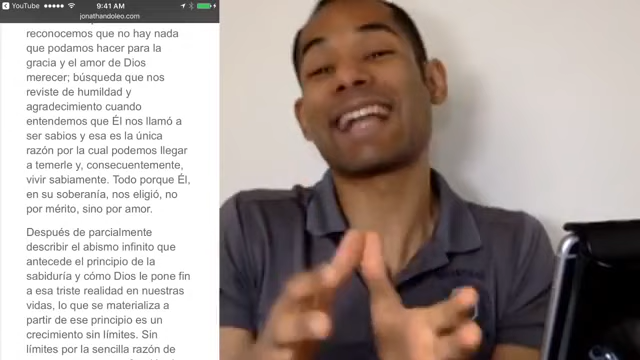 YouTube 9:41 AM
jonathandoleo.com
reconocemos que no hay nada
que podamos hacer para la
gracia y el amor de Dios
merecer; búsqueda que nos
reviste de humildad y
agradecimiento cuando
entendemos que Él nos llamó a
ser sabios y esa es la única
razón por la cual podemos llegar
a temerle y, consecuentemente,
vivir sabiamente. Todo porque Él,
en su soberanía, nos eligió, no
por mérito, sino por amor.
Después de parcialmente
describir el abismo infinito que
antecede el principio de la
sabiduría y cómo Dios le pone fin
a esa triste realidad en nuestras
vidas, lo que se materializa a
partir de ese principio es un
crecimiento sin límites. Sin
límites por la sencilla razón de